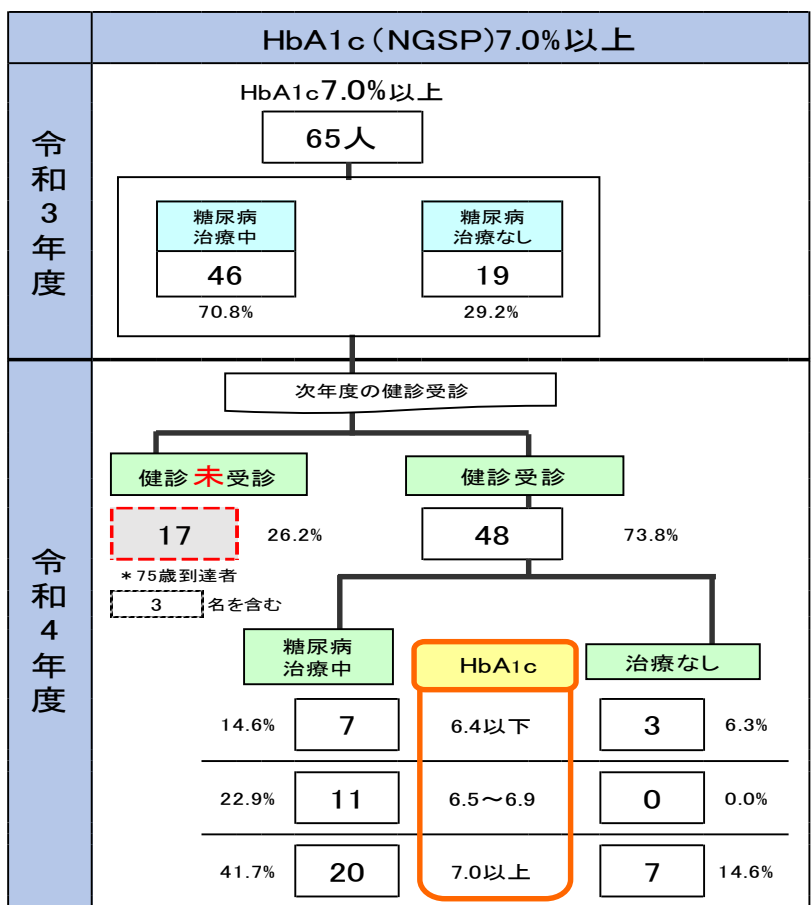 HbA1c(NGSP)7.0%以上
令和3年度
HbA1c7.0%以上
65人
糖尿病
治療中
糖尿病
治療なし
46
19
70.8%
29.2%
令和4年度
次年度の健診受診
健診未受診
健診受診
17
26.2%
48
73.8%
*75歳到達者
3 名を含む
糖尿病
治療中
HbA1c
治療なし
14.6% 7 6.4以下 3 6.3%
22.9% 11 6.5～6.9 0 0.0%
41.7% 20 7.0以上 7 14.6%